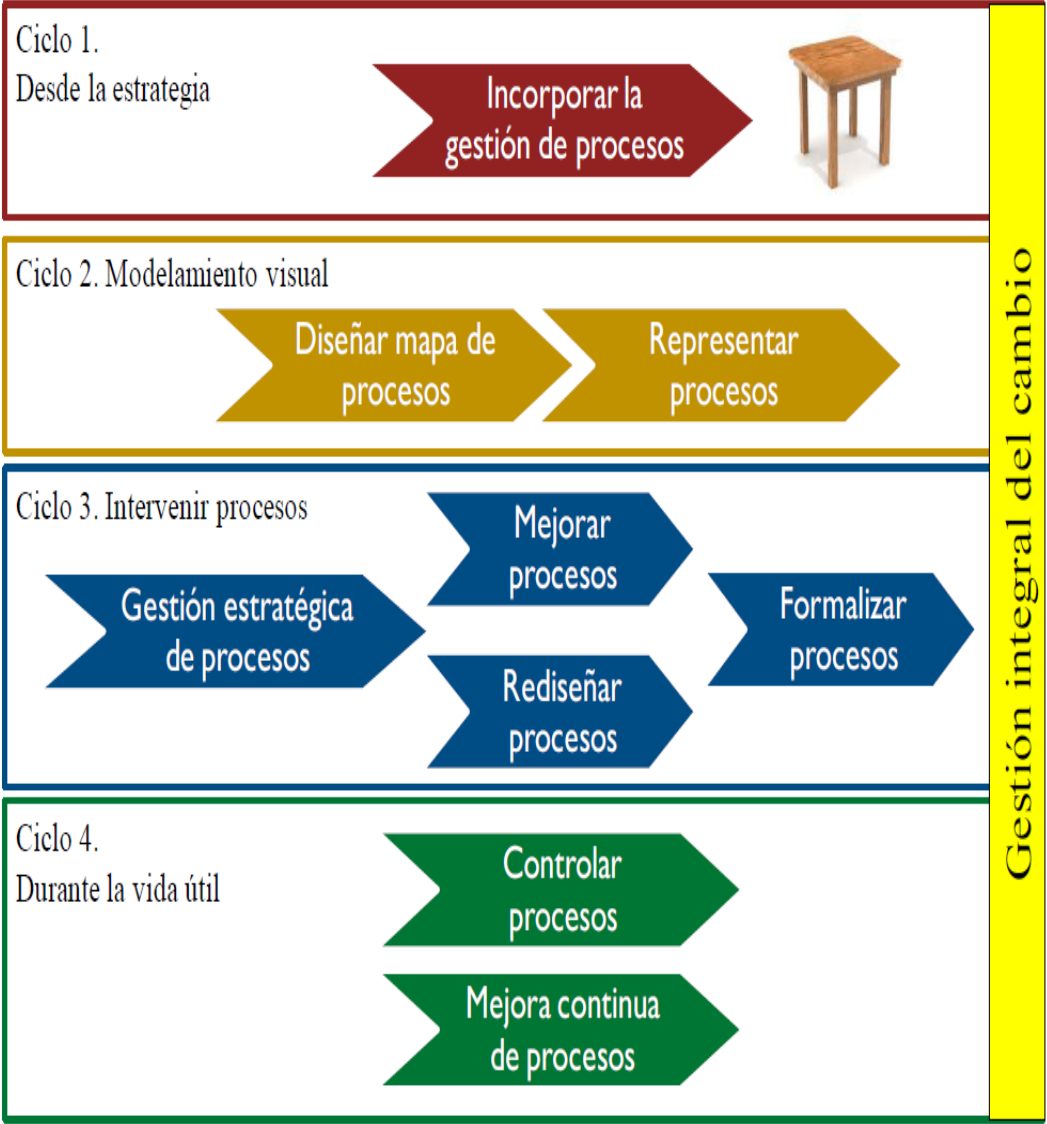 Ciclo 1.
Desde la estrategia
Incorporar la
gestión de procesos
Ciclo 2. Modelamiento visual
Diseñar mapa de
procesos
Representar
procesos
Ciclo 3. Intervenir procesos
Gestión estratégica
de procesos
Mejorar
procesos
Rediseñar
procesos
Formalizar
procesos
Ciclo 4.
Durante la vida útil
Controlar
procesos
Mejora continua
de procesos
Gestión integral del cambio